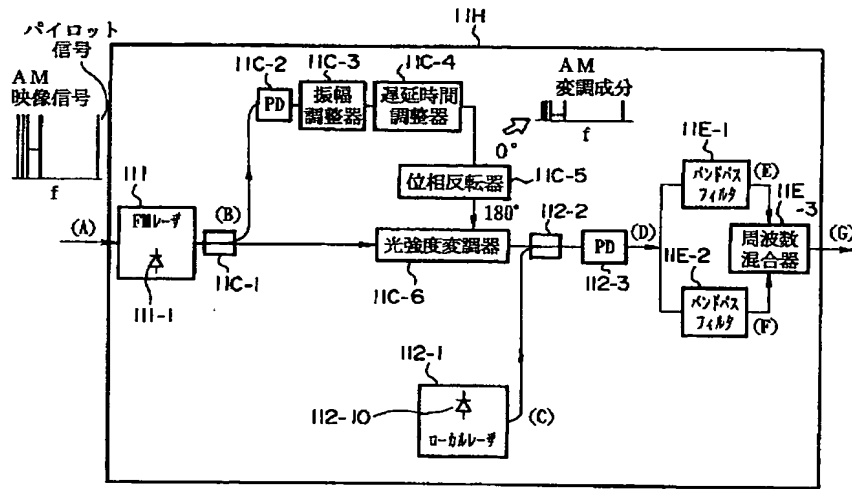 11H
パイロット
信号
AM
映像信号
f
(A)
111
FMレーザ
111-1
(B)
11C-1
11C-2
PD
11C-3
振幅
調整器
11C-4
遅延時間
調整器
AM
変調成分
f
0°
位相反転器
11C-5
180°
光強度変調器
11C-6
112-2
PD
112-3
(D)
11E-1
バンドパス
フィルタ
(E)
11E
-3
周波数
混合器
(G)
11E-2
バンドパス
フィルタ
(F)
112-1
112-10
ローカルレーザ
(C)